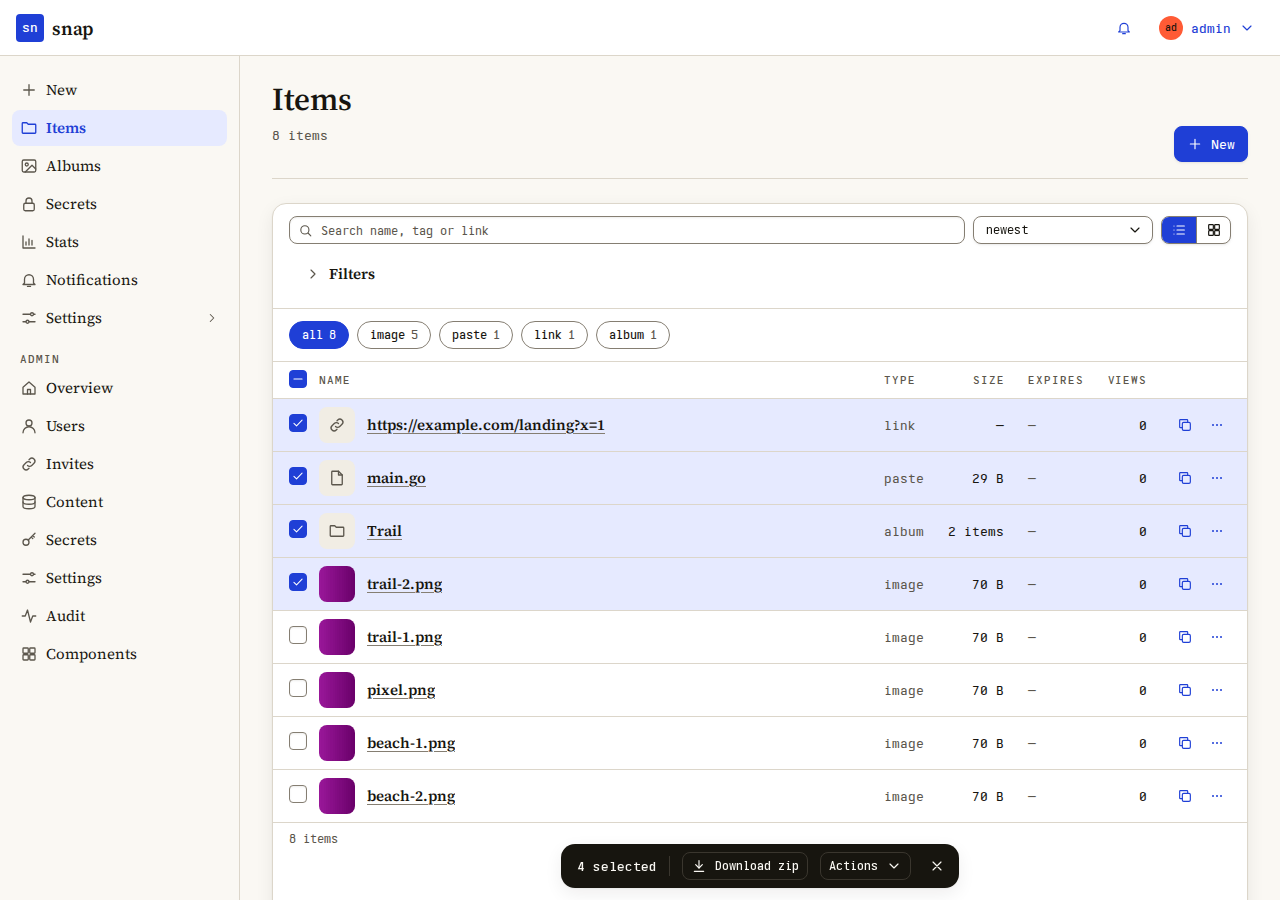 sn snap
ad admin
New
Items
Albums
Secrets
Stats
Notifications
Settings
ADMIN
Overview
Users
Invites
Content
Secrets
Settings
Audit
Components
Items
8 items
New
Search name, tag or link
newest
Filters
all 8 image 5 paste 1 link 1 album 1
NAME TYPE SIZE EXPIRES VIEWS
https://example.com/landing?x=1 link — — 0
main.go paste 29 B — 0
Trail album 2 items — 0
trail-2.png image 70 B — 0
trail-1.png image 70 B — 0
pixel.png image 70 B — 0
beach-1.png image 70 B — 0
beach-2.png image 70 B — 0
8 items
4 selected Download zip Actions